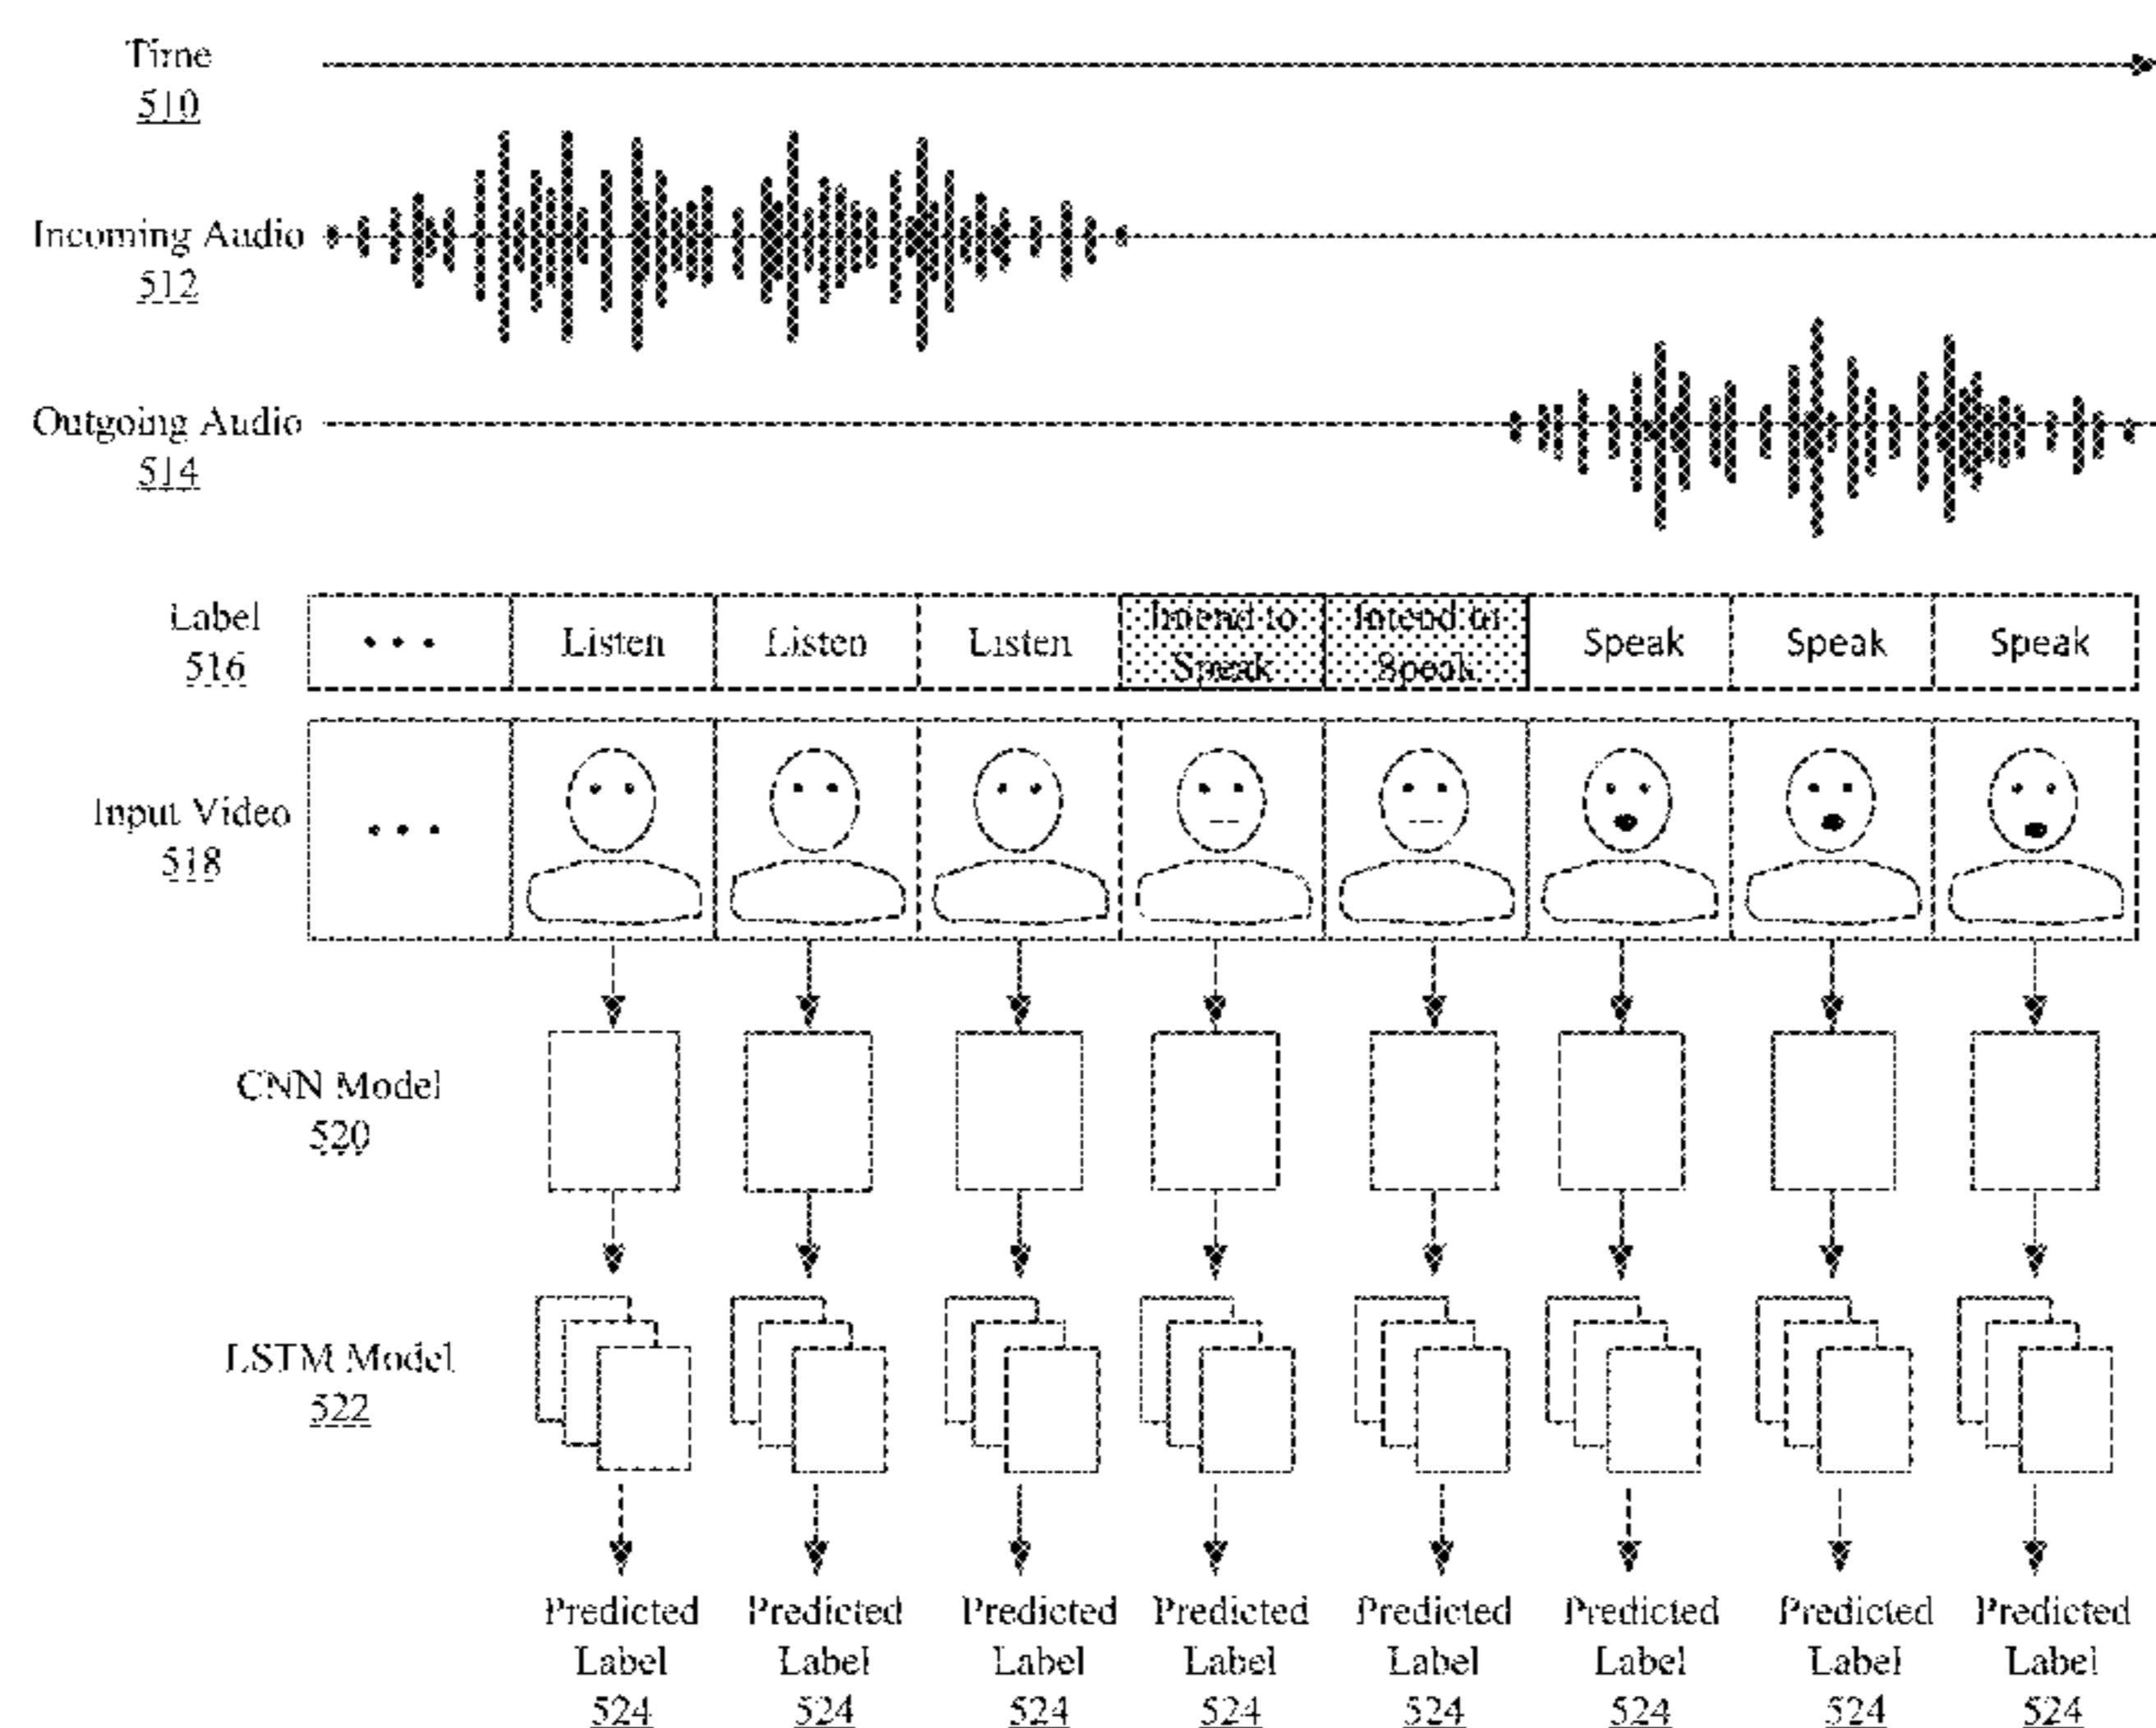 Time
510
Incoming Audio
512
Outgoing Audio
514
Label
516
• • •
Listen
Listen
Listen
Intend to
Speak
Intend to
Speak
Speak
Speak
Speak
Input Video
518
• • •
CNN Model
520
LSTM Model
522
Predicted Predicted Predicted Predicted Predicted Predicted Predicted Predicted
Label Label Label Label Label Label Label Label
524 524 524 524 524 524 524 524